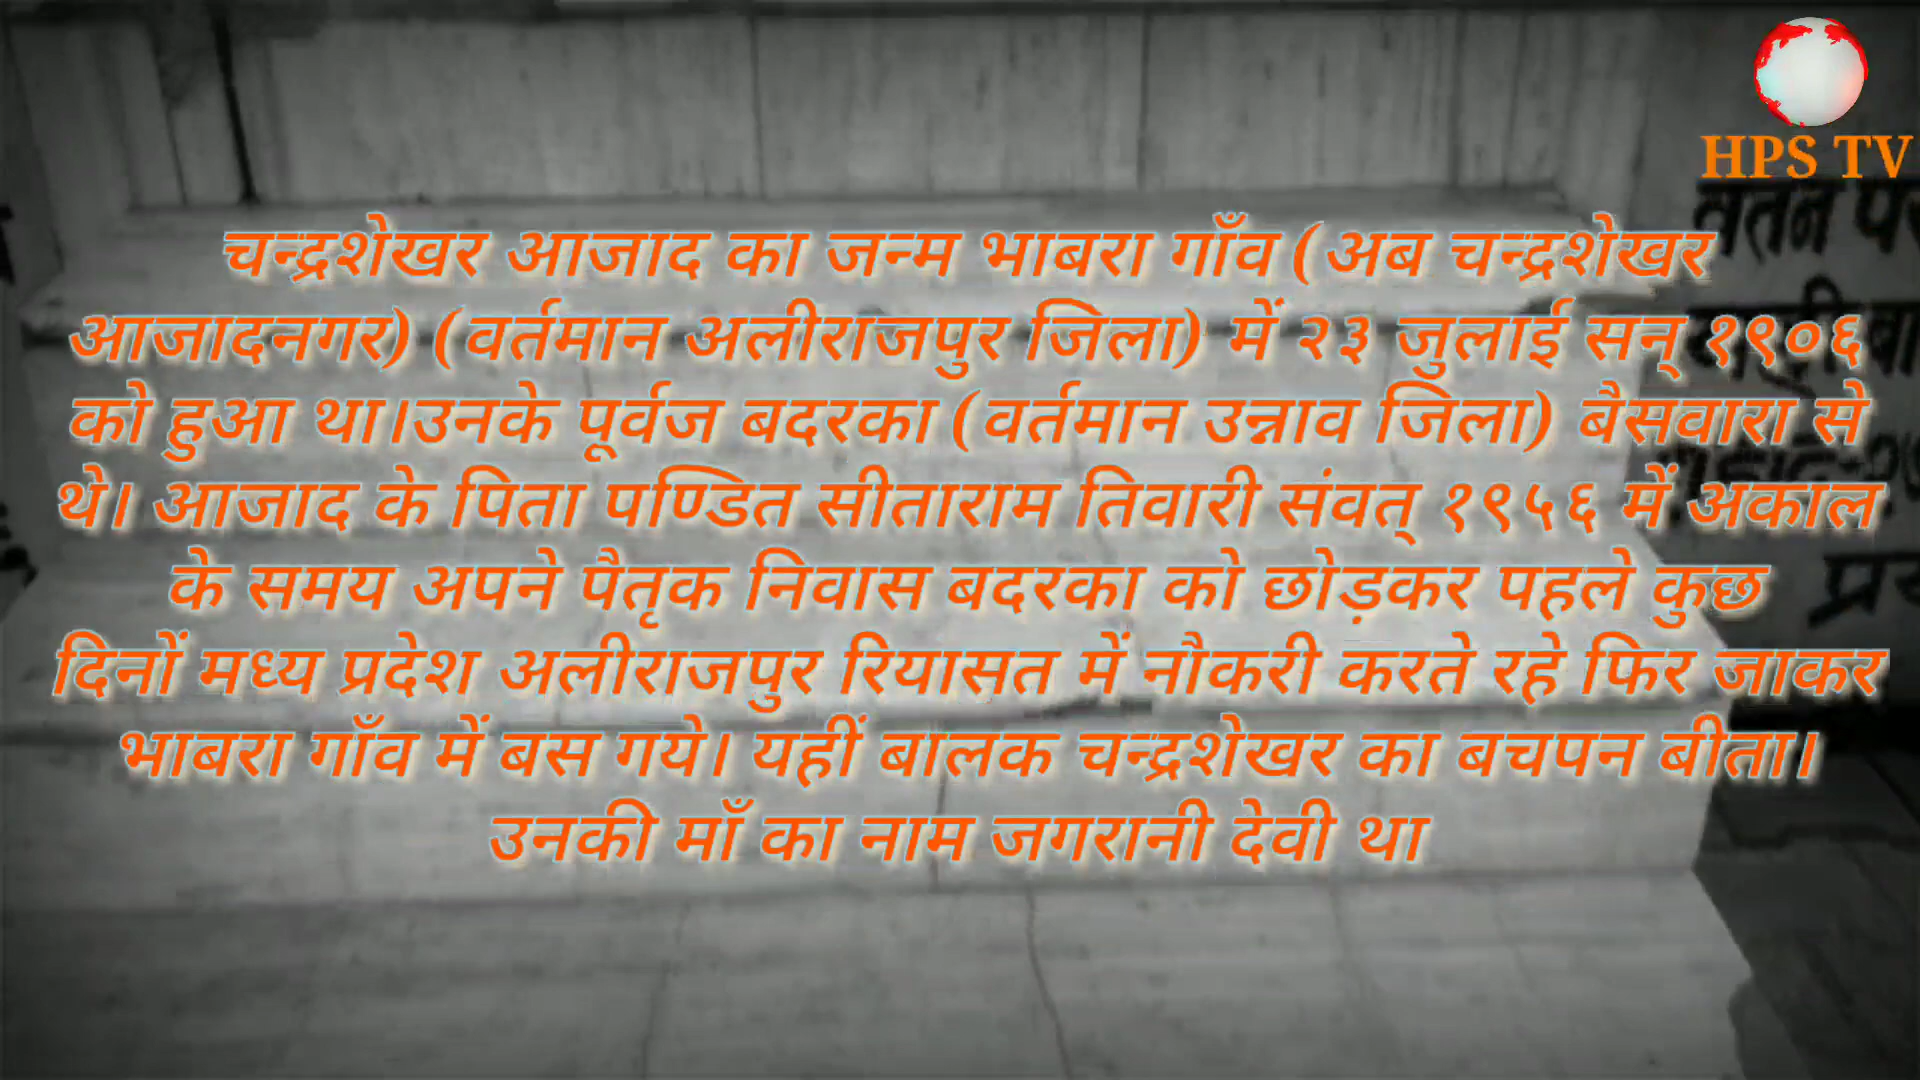 HPS TV
वतन पर
चन्द्रशेखर आजाद का जन्म भाबरा गाँव (अब चन्द्रशेखर
आजादनगर) (वर्तमान अलीराजपुर जिला) में २३ जुलाई सन् १९०६
को हुआ था।उनके पूर्वज बदरका (वर्तमान उन्नाव जिला) बैसवारा से
थे। आजाद के पिता पण्डित सीताराम तिवारी संवत् १९५६ में अकाल
के समय अपने पैतृक निवास बदरका को छोड़कर पहले कुछ
दिनों मध्य प्रदेश अलीराजपुर रियासत में नौकरी करते रहे फिर जाकर
भाबरा गाँव में बस गये। यहीं बालक चन्द्रशेखर का बचपन बीता।
उनकी माँ का नाम जगरानी देवी था